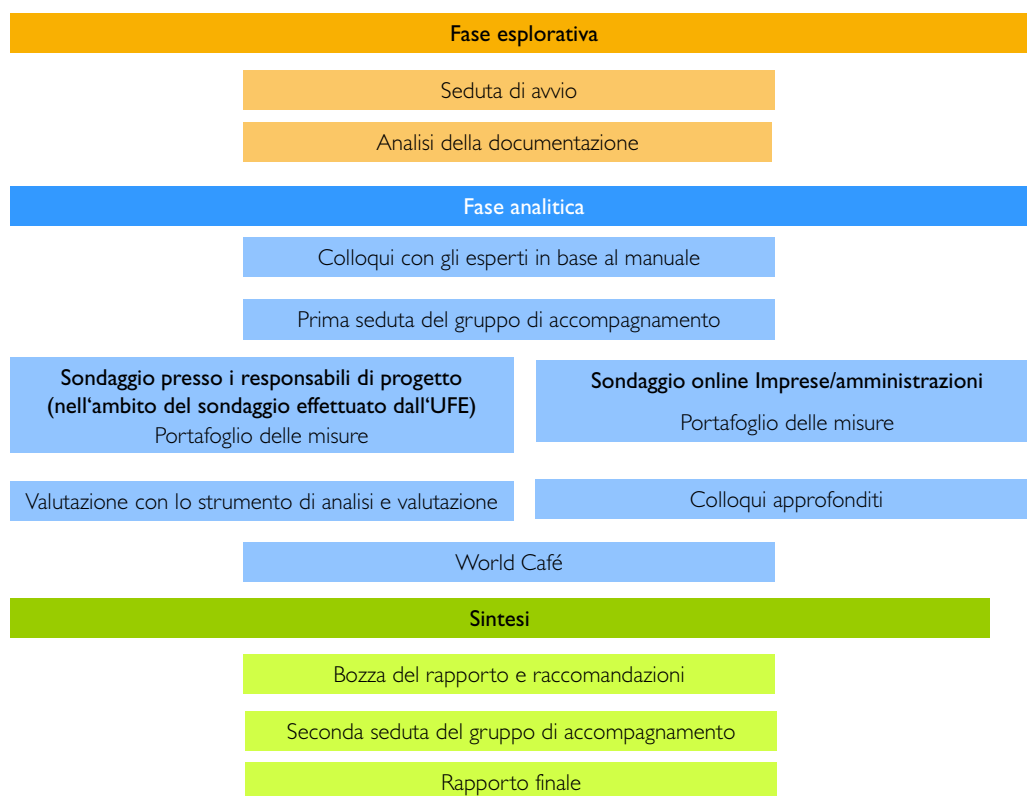 Fase esplorativa
Seduta di avvio
Analisi della documentazione
Fase analitica
Colloqui con gli esperti in base al manuale
Prima seduta del gruppo di accompagnamento
Sondaggio presso i responsabili di progetto
(nell‘ambito del sondaggio effettuato dall‘UFE)
Portafoglio delle misure
Sondaggio online Imprese/amministrazioni
Portafoglio delle misure
Valutazione con lo strumento di analisi e valutazione
Colloqui approfonditi
World Café
Sintesi
Bozza del rapporto e raccomandazioni
Seconda seduta del gruppo di accompagnamento
Rapporto finale